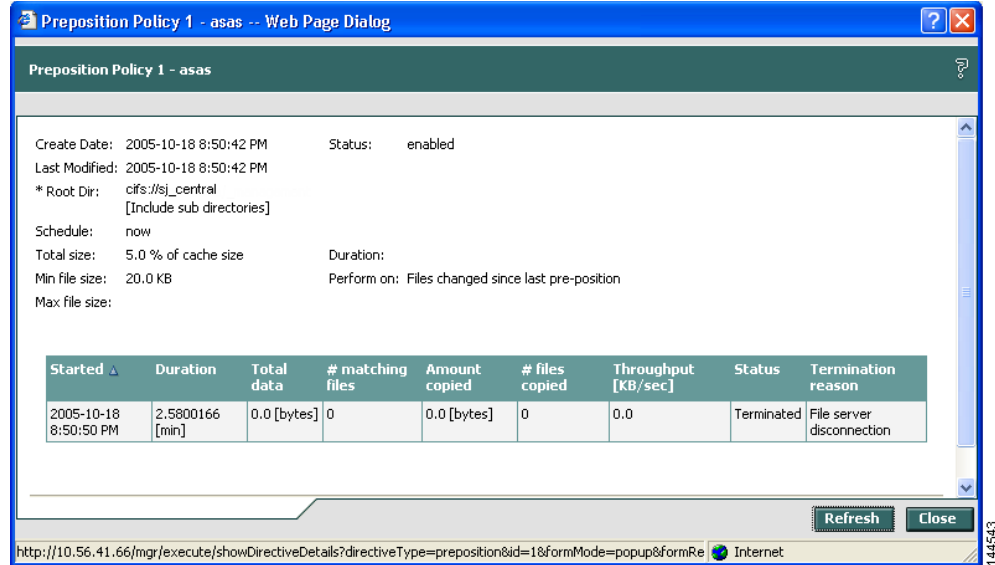 Preposition Policy 1 - asas -- Web Page Dialog
Preposition Policy 1 - asas
Create Date: 2005-10-18 8:50:42 PM Status: enabled
Last Modified: 2005-10-18 8:50:42 PM
* Root Dir: cifs://sj_central
[Include sub directories]
Schedule: now
Total size: 5.0 % of cache size Duration:
Min file size: 20.0 KB Perform on: Files changed since last pre-position
Max file size:
Started Duration Total data # matching files Amount copied # files copied Throughput [KB/sec] Status Termination reason
2005-10-18 8:50:50 PM 2.5800166 [min] 0.0 [bytes] 0 0.0 [bytes] 0 0.0 Terminated File server disconnection
Refresh Close
http://10.56.41.66/mgr/execute/showDirectiveDetails?directiveType=preposition&id=1&formMode=popup&formRe Internet
144543